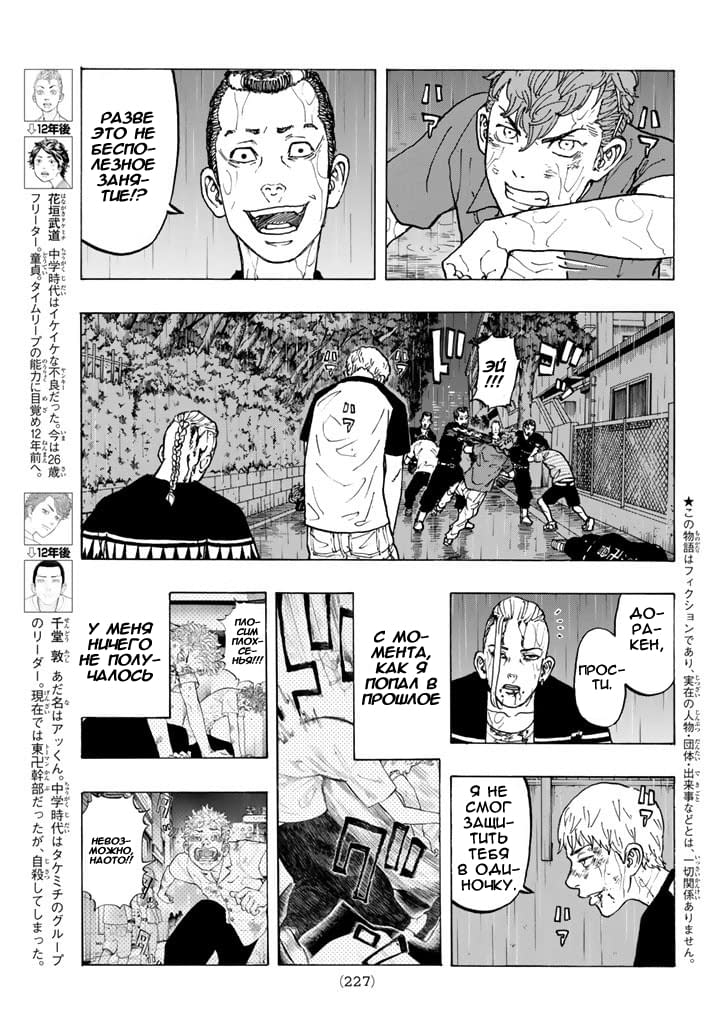 РАЗВЕ
ЭТО НЕ
БЕСПО-
ЛЕЗНОЕ
ЗАНЯ-
ТИЕ!?
ЭЙ
!!!
ДО-
РАКЕН,
ПРОС-
ТИ.
С МО-
МЕНТА,
КАК Я
ПОПАЛ В
ПРОШЛОЕ
ПЛО-
СИМ
ПЛОХ-
СЕ-
НЬЯ!!!
У МЕНЯ
НИЧЕГО
НЕ ПОЛУ-
ЧАЛОСЬ
Я НЕ
СМОГ
ЗАЩИ-
ТИТЬ
ТЕБЯ
В ОДИ-
НОЧКУ.
НЕВОЗ-
МОЖНО,
НАОТО!!
⇩12年後
花垣武道 中学時代はイケイケな不良だった。今は26歳
フリーター。童貞。タイムリープの能力に目覚め12年前へ。
⇩12年後
千堂 敦 あだ名はアッくん。中学時代はタケミチのグループ
のリーダー。現在では東卍幹部だったが、自殺してしまった。
★この物語はフィクションであり、実在の人物・団体・出来事などとは、一切関係ありません。
(227)